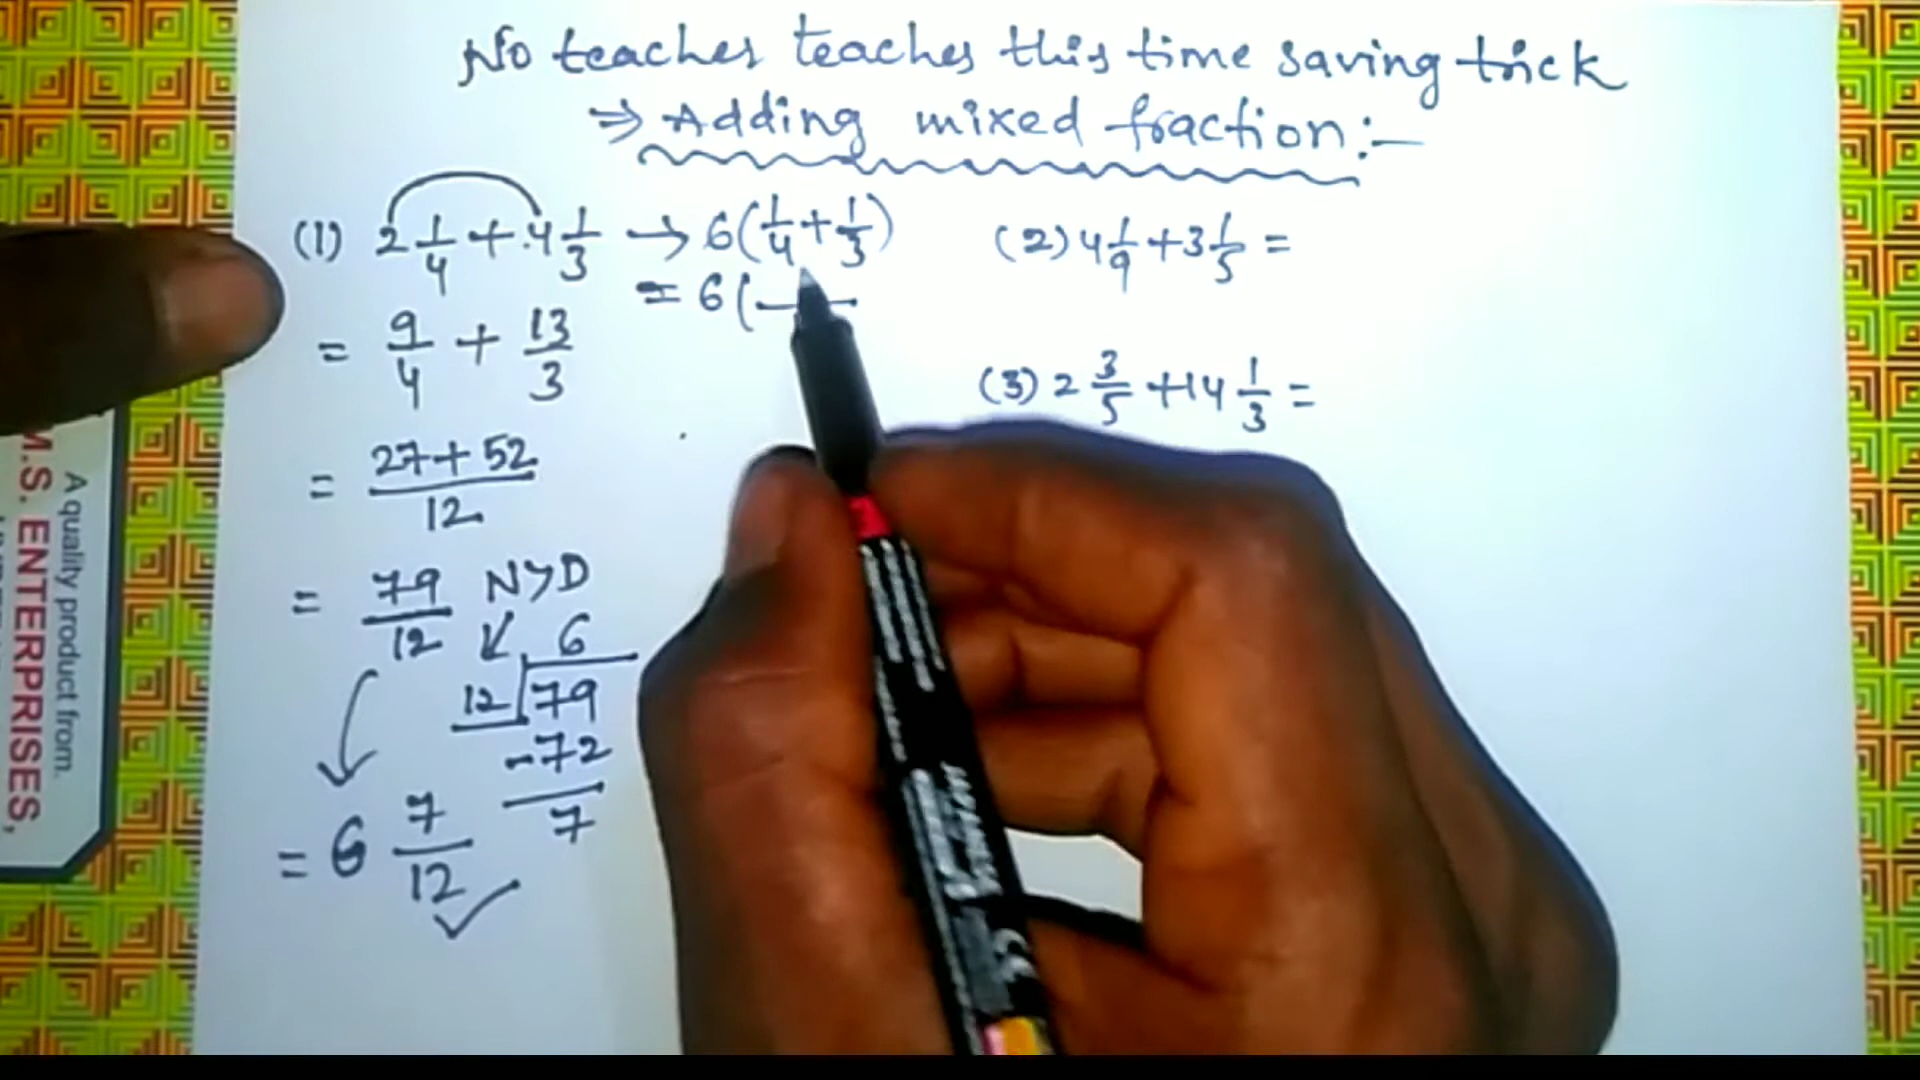 No teacher teaches this time saving trick
⇒ Adding mixed fraction:-
(1) 2 1/4 + 4 1/3 → 6(1/4 + 1/3)
= 6(
= 9/4 + 13/3
= 27+52/12
= 79/12 N>D
6
12 79
-72
7
= 6 7/12 ✓
(2) 4 1/9 + 3 1/5 =
(3) 2 3/5 + 14 1/3 =
A quality product from.
M.S. ENTERPRISES,